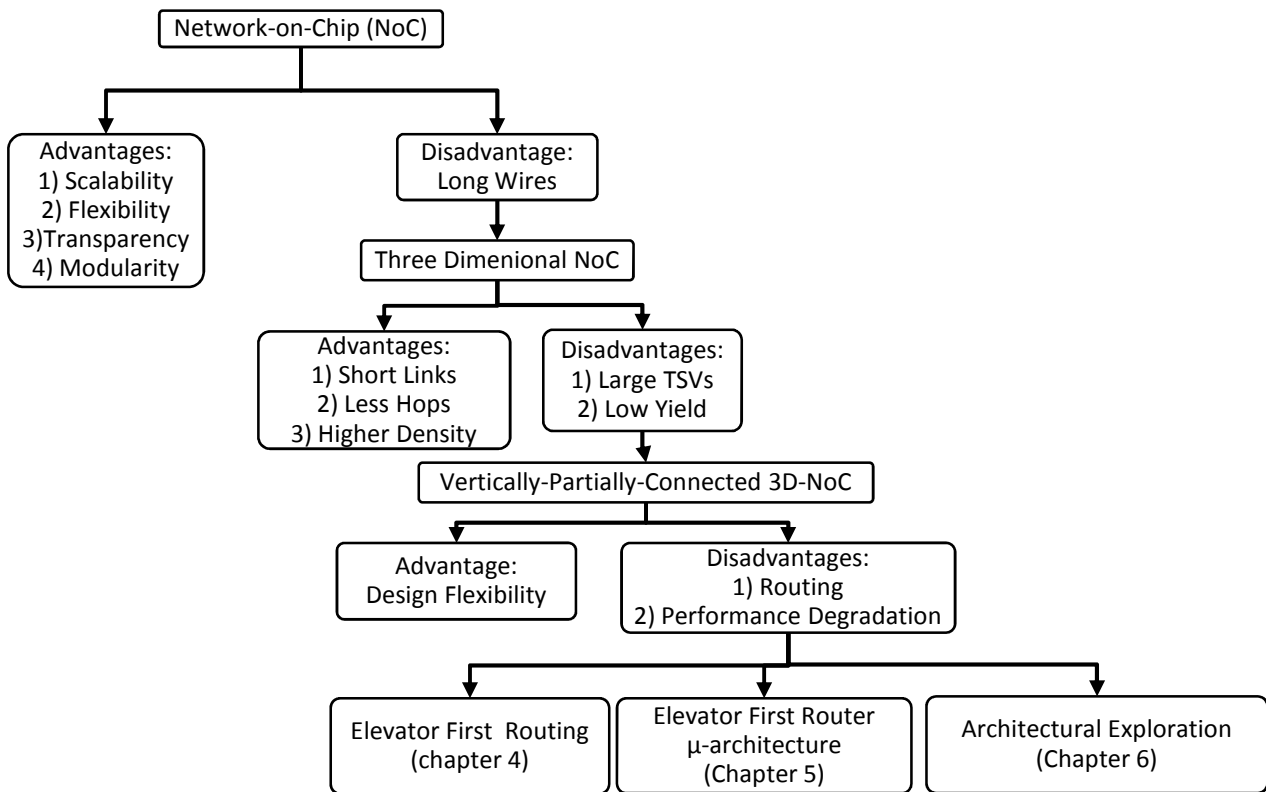 Network-on-Chip (NoC)
Advantages:
1) Scalability
2) Flexibility
3)Transparency
4) Modularity
Disadvantage:
Long Wires
Three Dimenional NoC
Advantages:
1) Short Links
2) Less Hops
3) Higher Density
Disadvantages:
1) Large TSVs
2) Low Yield
Vertically-Partially-Connected 3D-NoC
Advantage:
Design Flexibility
Disadvantages:
1) Routing
2) Performance Degradation
Elevator First Routing
(chapter 4)
Elevator First Router
μ-architecture
(Chapter 5)
Architectural Exploration
(Chapter 6)